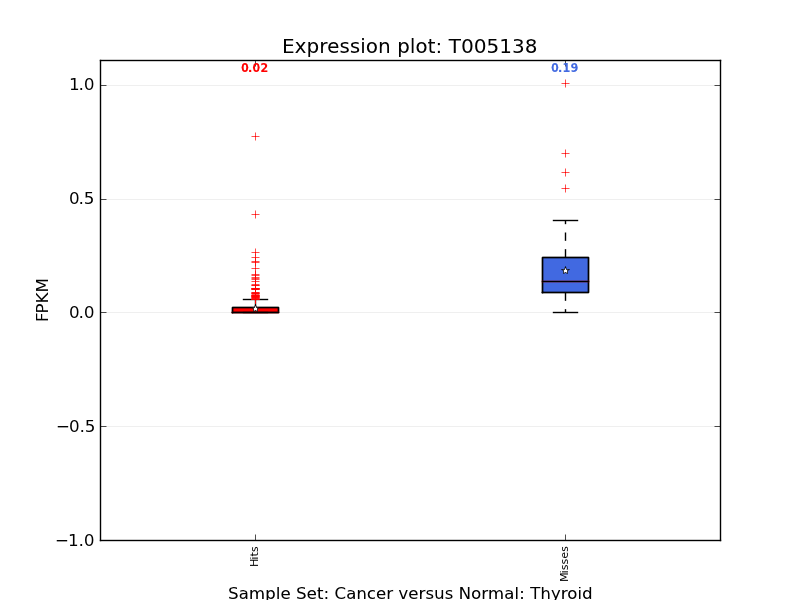 Expression plot: T005138
0.02
0.19
1.0
0.5
0.0
−0.5
−1.0
FPKM
Hits
Misses
Sample Set: Cancer versus Normal: Thyroid